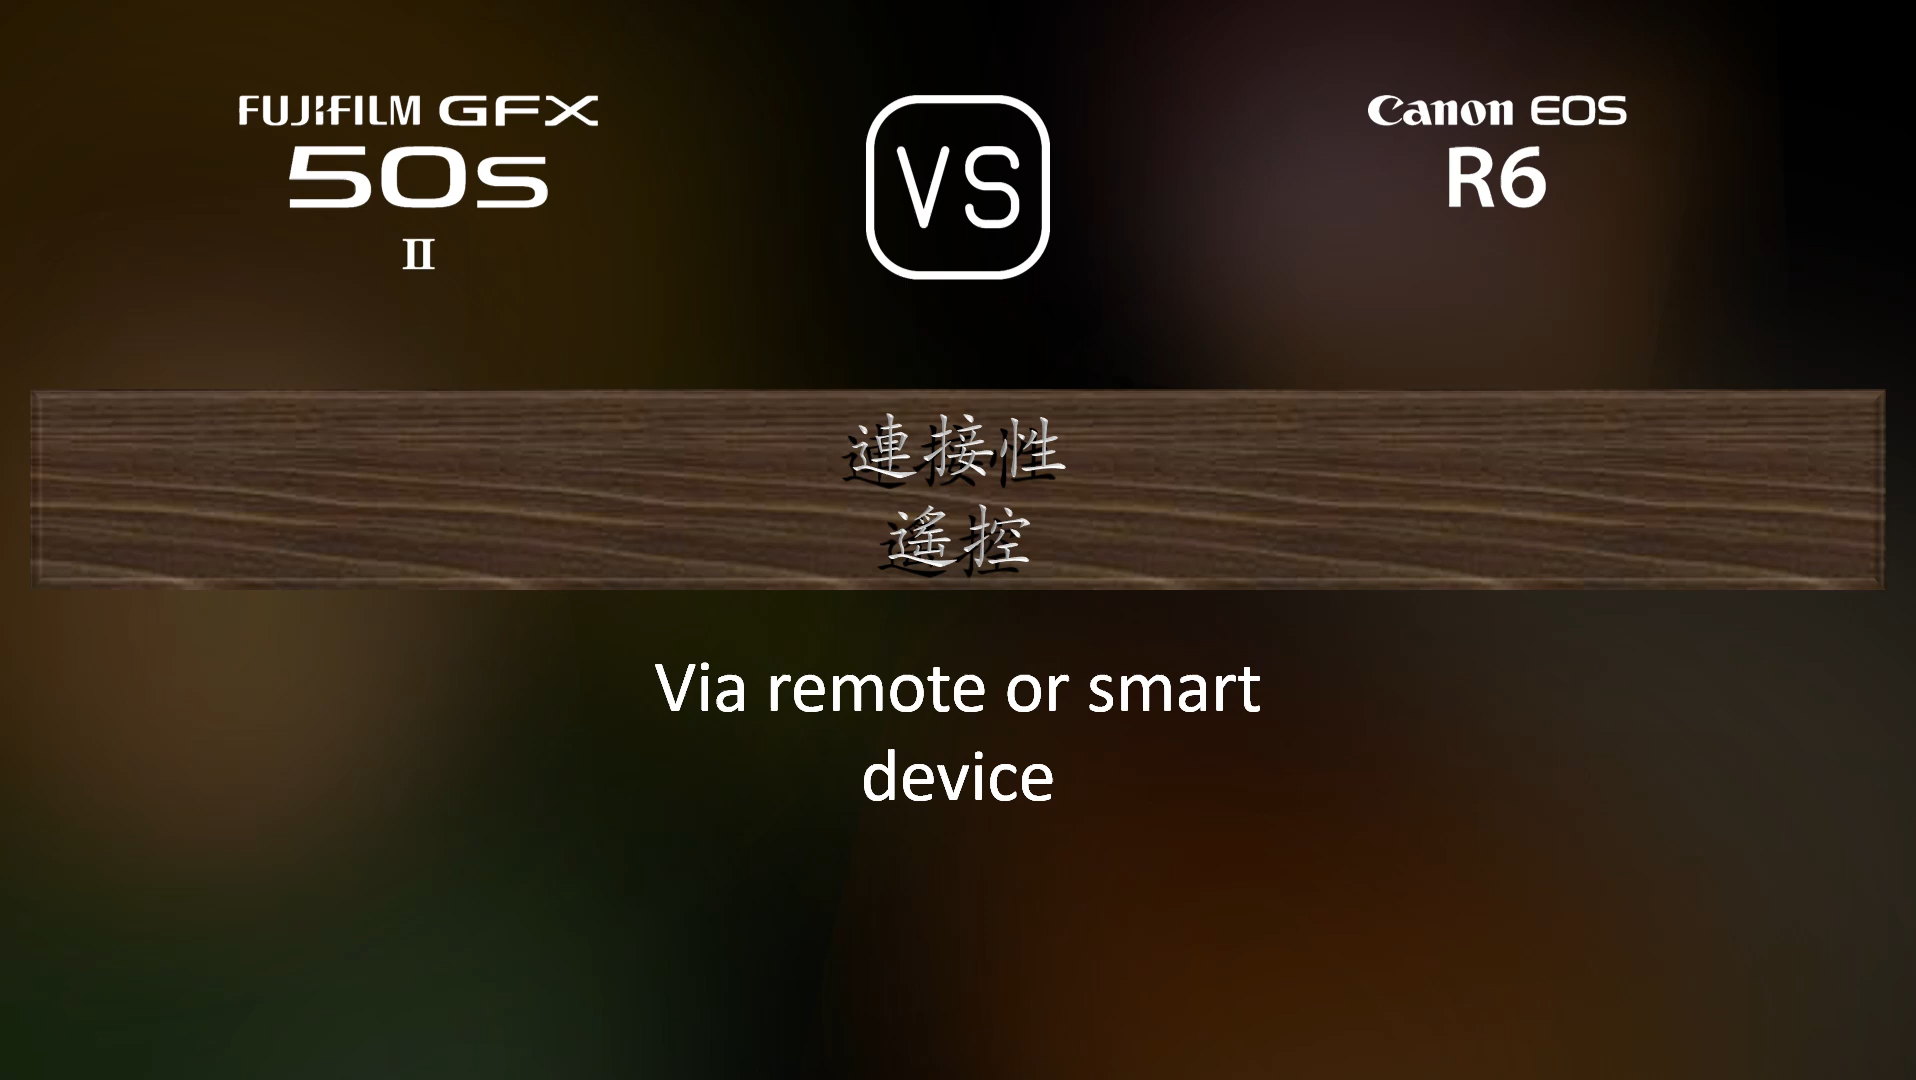 FUJIFILM GFX
50S
II
VS
Canon EOS
R6
連接性
遙控
Via remote or smart
device